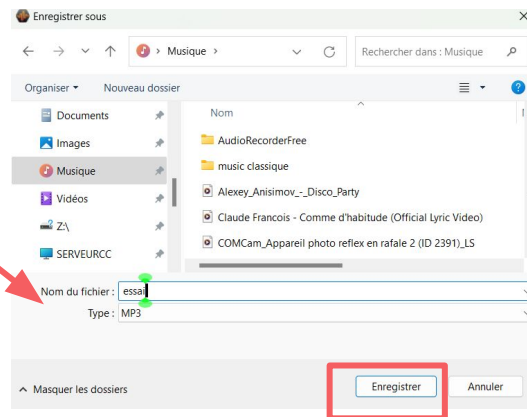 Enregistrer sous
Musique >
Rechercher dans : Musique
Organiser
Nouveau dossier
Documents
Images
Musique
Vidéos
Z:\
SERVEURCC
Nom
AudioRecorderFree
music classique
Alexey_Anisimov_-_Disco_Party
Claude Francois - Comme d'habitude (Official Lyric Video)
COMCam_Appareil photo reflex en rafale 2 (ID 2391)_LS
Nom du fichier : essai
Type : MP3
Masquer les dossiers
Enregistrer
Annuler